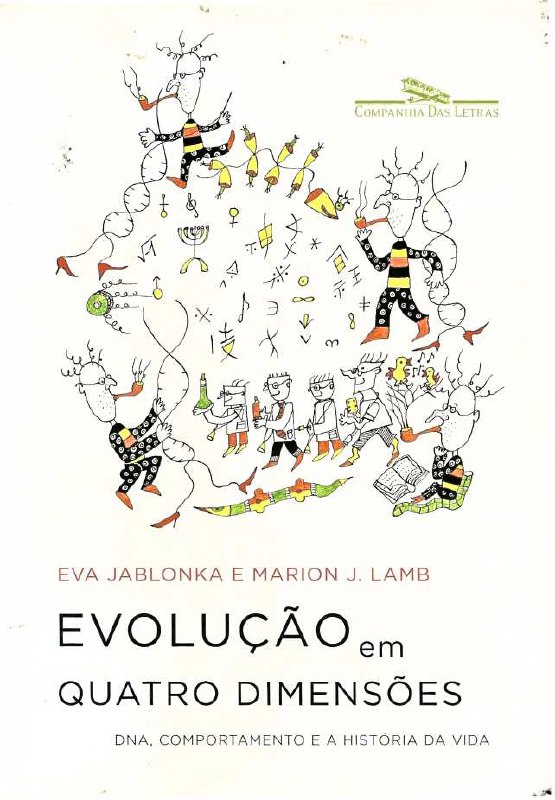 COMPANHIA DAS LETRAS
EVA JABLONKA E MARION J. LAMB
EVOLUÇÃO em
QUATRO DIMENSÕES
DNA, COMPORTAMENTO E A HISTÓRIA DA VIDA